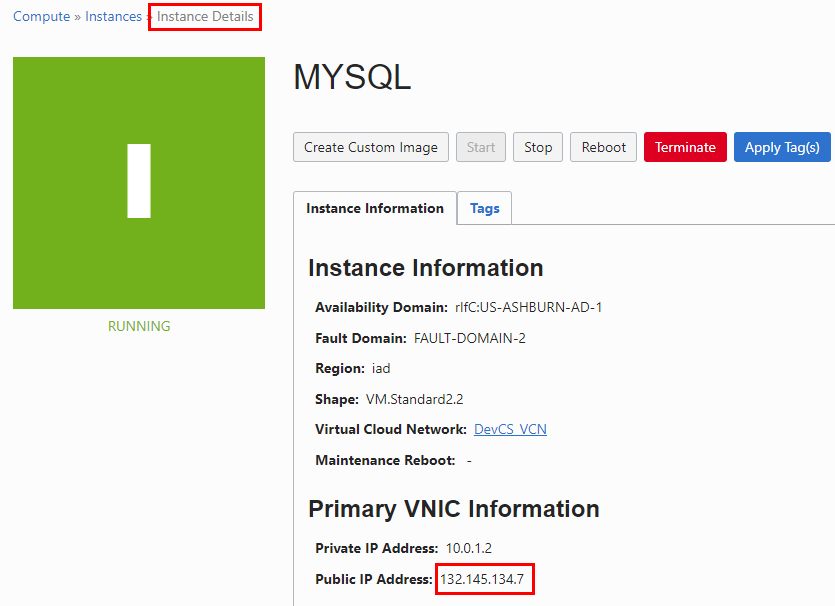 Compute » Instances » Instance Details
MYSQL
Create Custom Image Start Stop Reboot Terminate Apply Tag(s)
Instance Information Tags
Instance Information
Availability Domain: rlfC:US-ASHBURN-AD-1
Fault Domain: FAULT-DOMAIN-2
RUNNING
Region: iad
Shape: VM.Standard2.2
Virtual Cloud Network: DevCS_VCN
Maintenance Reboot: -
Primary VNIC Information
Private IP Address: 10.0.1.2
Public IP Address: 132.145.134.7